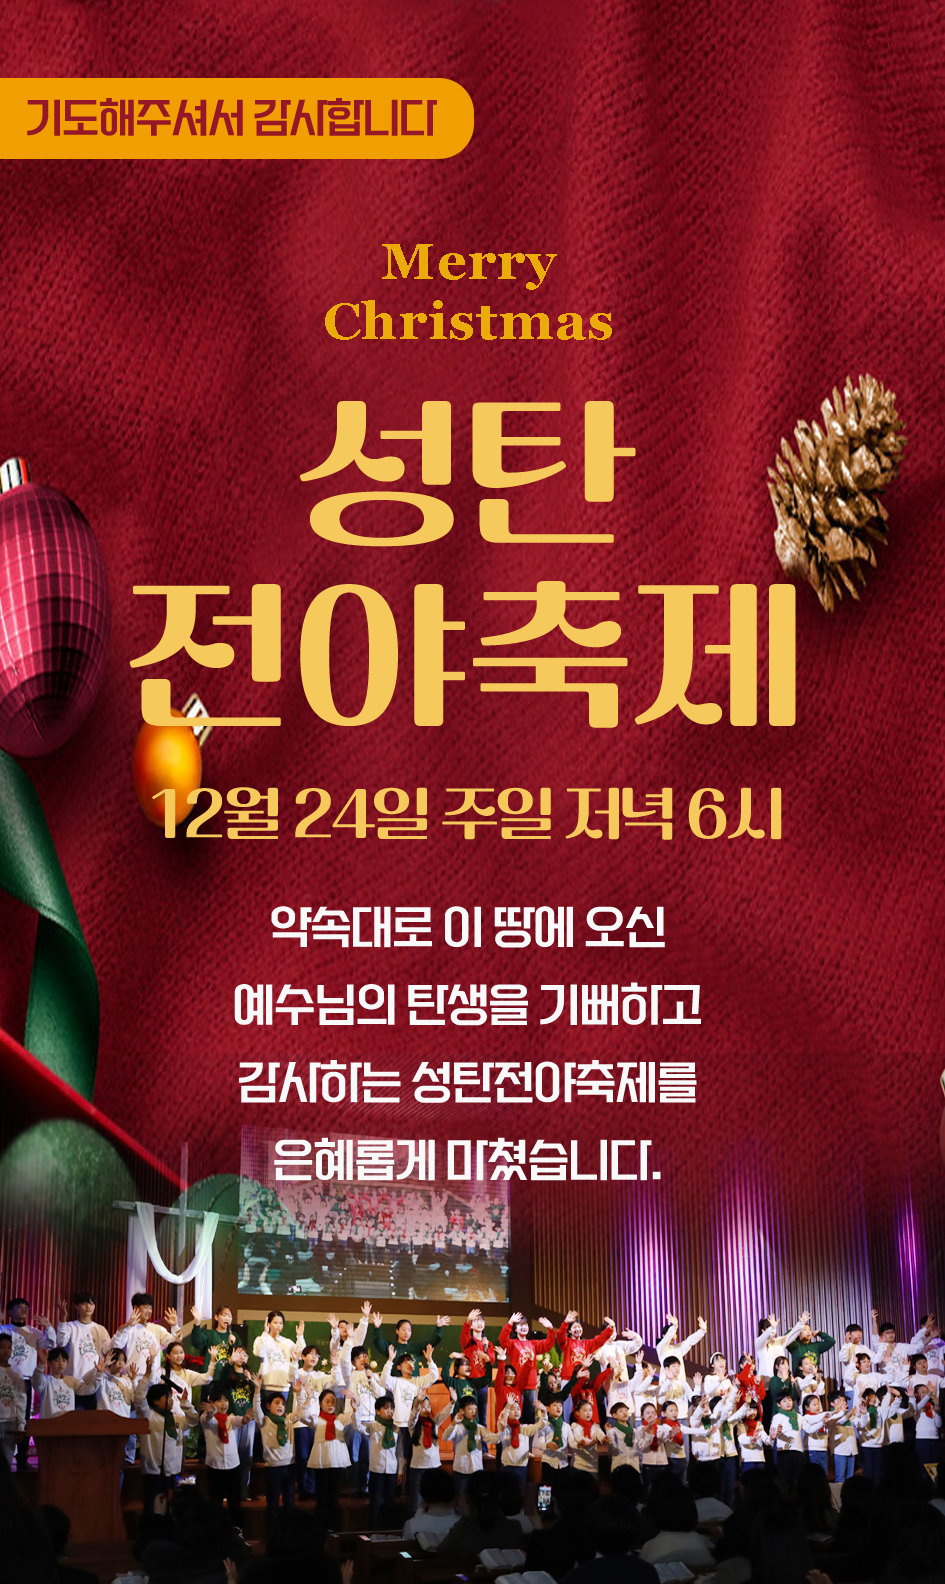 기도해주셔서 감사합니다
Merry
Christmas
성탄
전야축제
12월 24일 주일 저녁 6시
약속대로 이 땅에 오신
예수님의 탄생을 기뻐하고
감사하는 성탄전야축제를
은혜롭게 마쳤습니다.